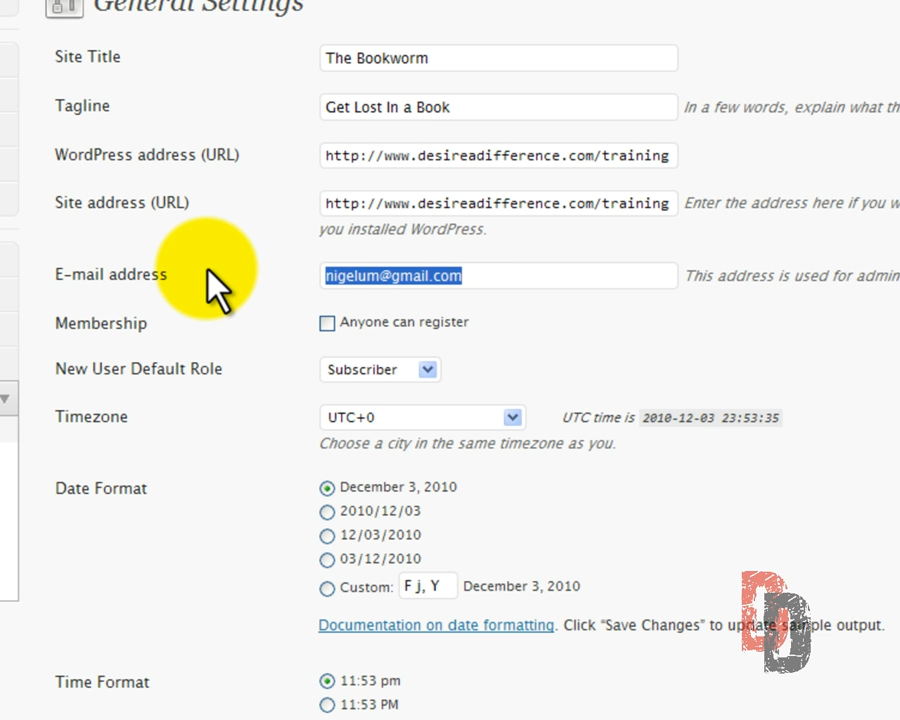 General Settings
Site Title The Bookworm
Tagline Get Lost In a Book In a few words, explain what th
WordPress address (URL) http://www.desireadifference.com/training
Site address (URL) http://www.desireadifference.com/training Enter the address here if you w
you installed WordPress.
E-mail address nigelum@gmail.com This address is used for admin
Membership Anyone can register
New User Default Role Subscriber
Timezone UTC+0 UTC time is 2010-12-03 23:53:35
Choose a city in the same timezone as you.
Date Format December 3, 2010
2010/12/03
12/03/2010
03/12/2010
Custom: F j, Y December 3, 2010
Documentation on date formatting. Click “Save Changes” to update sample output.
DD
Time Format 11:53 pm
11:53 PM